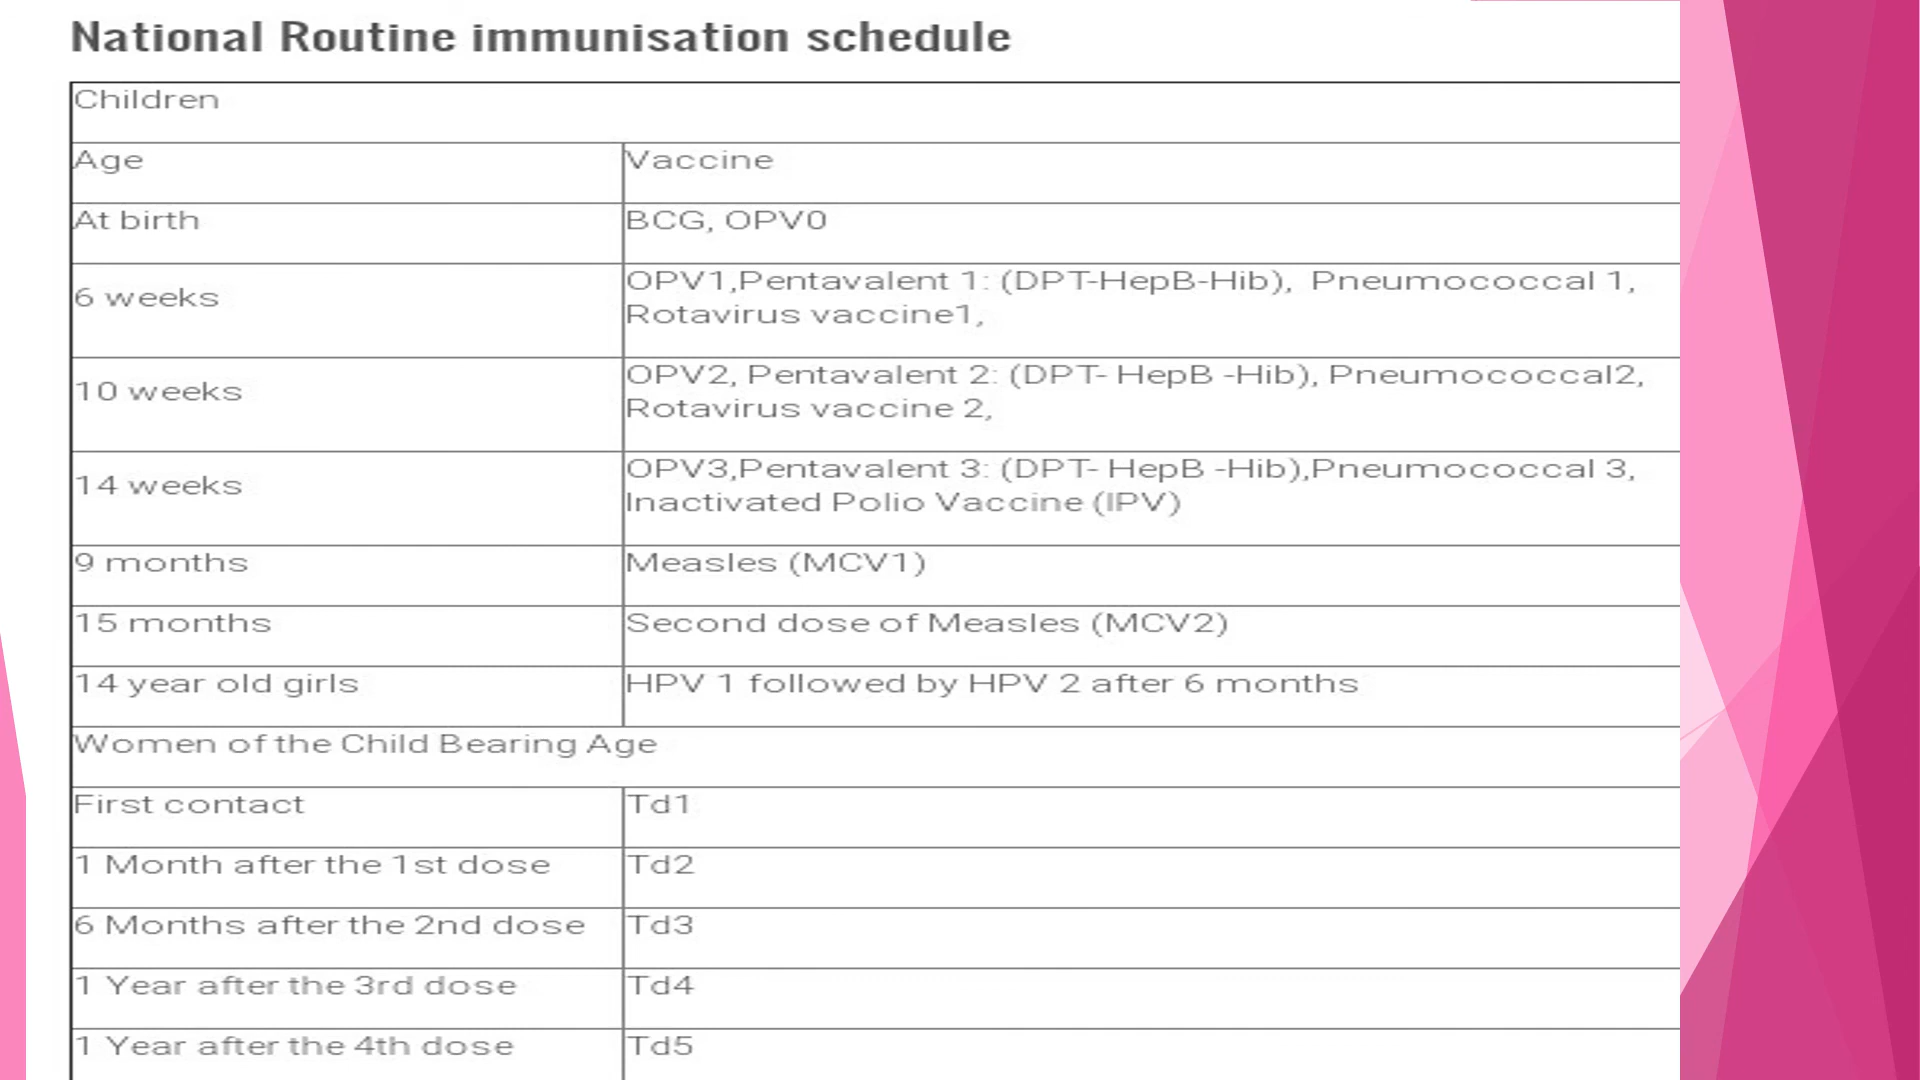 National Routine immunisation schedule
Children
Age Vaccine
At birth BCG, OPV0
6 weeks OPV1,Pentavalent 1: (DPT-HepB-Hib), Pneumococcal 1,
Rotavirus vaccine1,
10 weeks OPV2, Pentavalent 2: (DPT- HepB -Hib), Pneumococcal2,
Rotavirus vaccine 2,
14 weeks OPV3,Pentavalent 3: (DPT- HepB -Hib),Pneumococcal 3,
Inactivated Polio Vaccine (IPV)
9 months Measles (MCV1)
15 months Second dose of Measles (MCV2)
14 year old girls HPV 1 followed by HPV 2 after 6 months
Women of the Child Bearing Age
First contact Td1
1 Month after the 1st dose Td2
6 Months after the 2nd dose Td3
1 Year after the 3rd dose Td4
1 Year after the 4th dose Td5